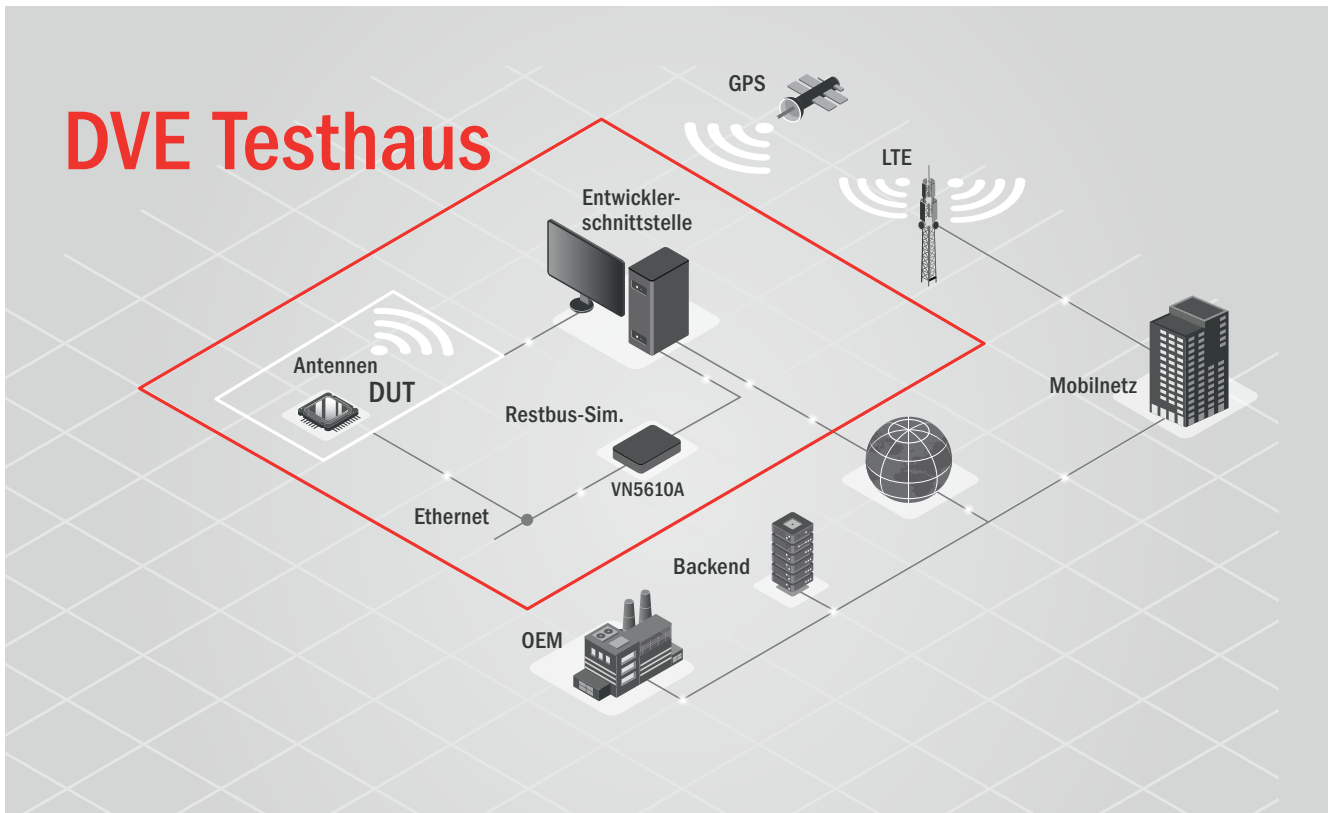 DVE Testhaus
GPS
LTE
Entwickler-
schnittstelle
Antennen
DUT
Mobilnetz
Restbus-Sim.
VN5610A
Ethernet
Backend
OEM